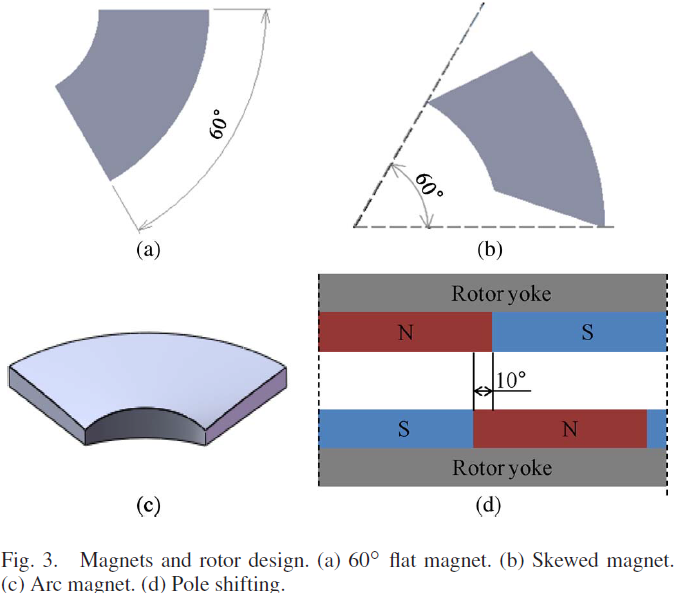 60°
(a)
60°
(b)
(c)
Rotor yoke
N S
10°
S N
Rotor yoke
(d)
Fig. 3. Magnets and rotor design. (a) 60° flat magnet. (b) Skewed magnet.
(c) Arc magnet. (d) Pole shifting.